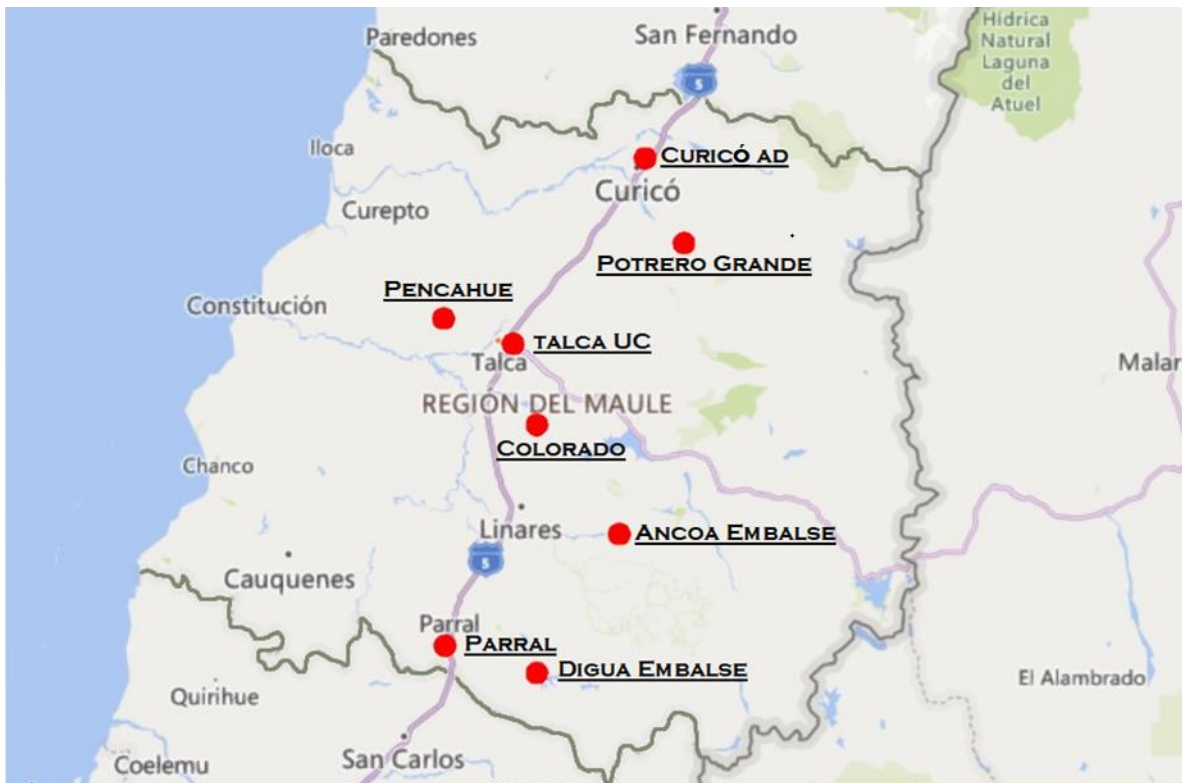 Paredones
San Fernando
Hídrica
Natural
Laguna
del
Atuel
5
Iloca
CURICÓ AD
Curicó
Curepto
POTRERO GRANDE
PENCAHUE
Constitución
TALCA UC
Talca
Malar
REGIÓN DEL MAULE
COLORADO
Chanco
Linares
ANCOA EMBALSE
5
Cauquenes
Parral
PARRAL
DIGUA EMBALSE
El Alambrado
Quirihue
San Carlos
Coelemu